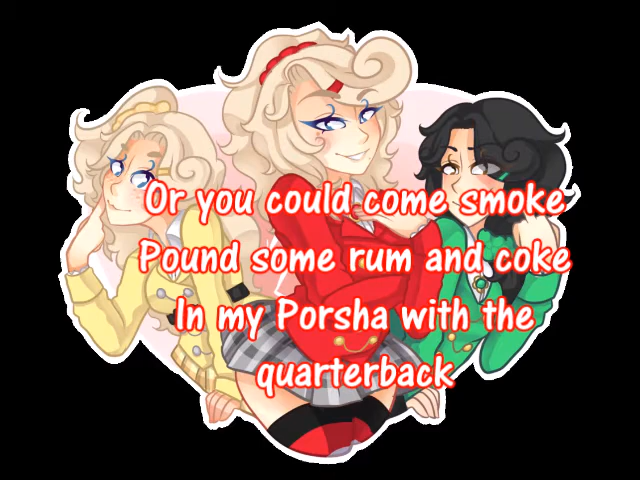 Or you could come smoke
Pound some rum and coke
In my Porsha with the
quarterback